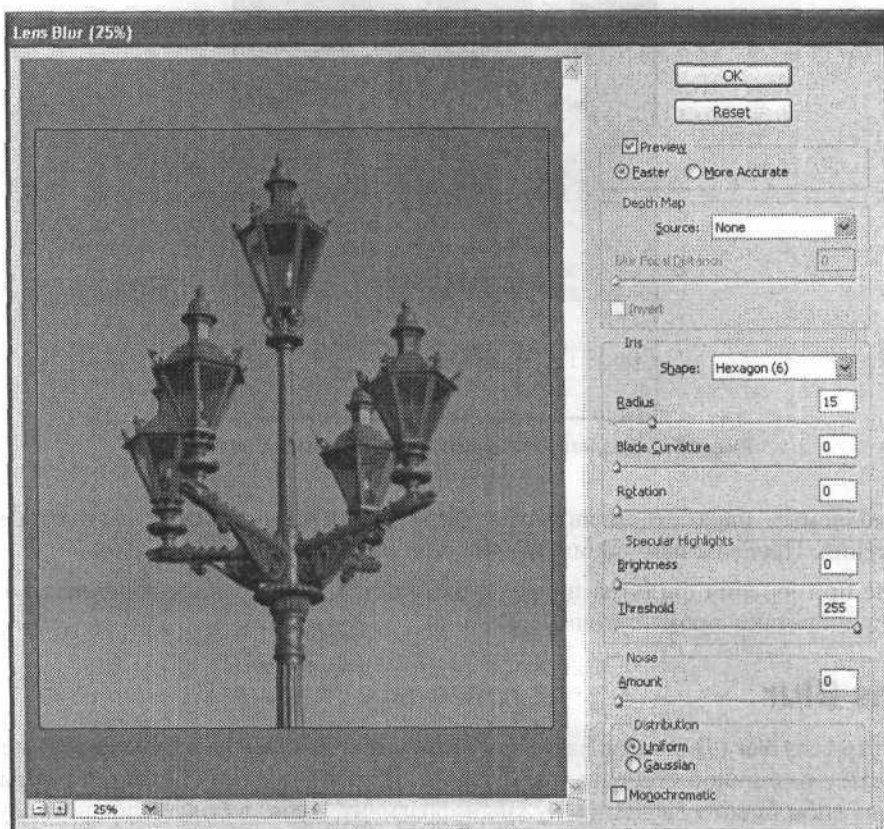 Lens Blur (25%)
OK
Reset
Preview
Faster More Accurate
Depth Map
Source: None
Blur Focal Distance 0
Invert
Iris
Shape: Hexagon (6)
Radius 15
Blade Curvature 0
Rotation 0
Specular Highlights
Brightness 0
Threshold 255
Noise
Amount 0
Distribution
Uniform
Gaussian
Monochromatic
25%